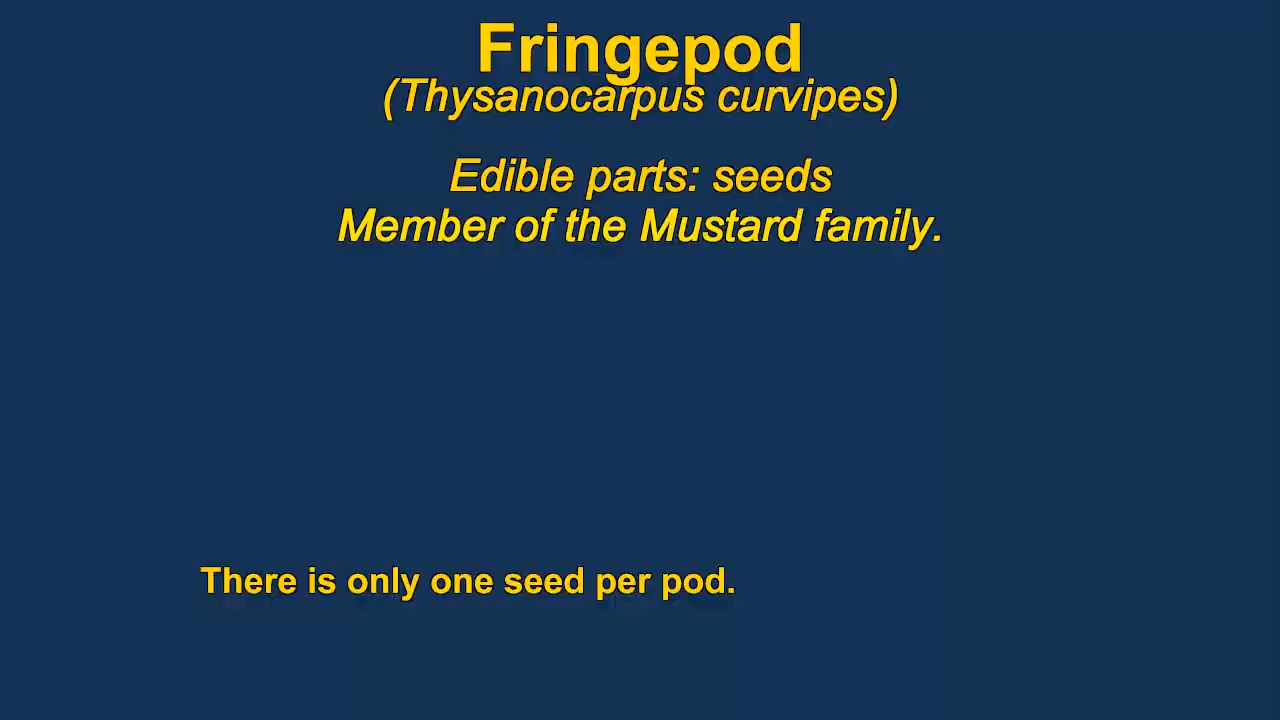 Fringepod
(Thysanocarpus curvipes)
Edible parts: seeds
Member of the Mustard family.
There is only one seed per pod.